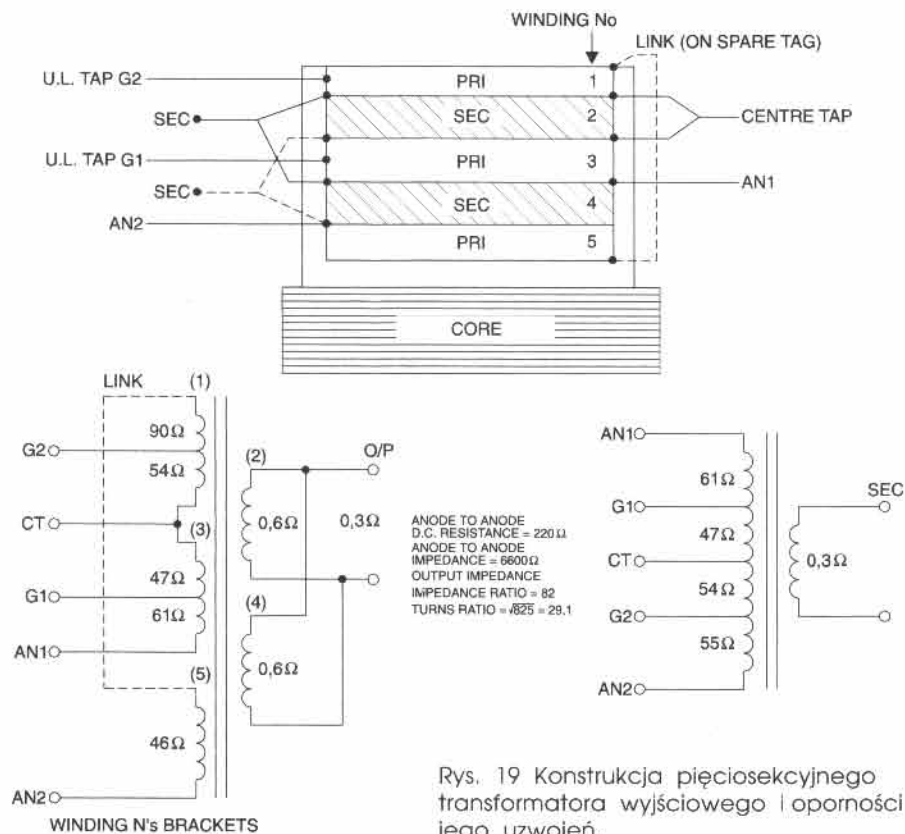 WINDING No
LINK (ON SPARE TAG)
U.L. TAP G2
PRI
1
SEC
SEC
2
CENTRE TAP
U.L. TAP G1
PRI
3
AN1
SEC
SEC
4
AN2
PRI
5
CORE
LINK
(1)
90Ω
G2
54Ω
CT
(3)
47Ω
G1
61Ω
AN1
(5)
46Ω
AN2
WINDING N's BRACKETS
(2)
O/P
0,6Ω
0,3Ω
(4)
0,6Ω
ANODE TO ANODE
D.C. RESISTANCE = 220Ω
ANODE TO ANODE
IMPEDANCE = 6600Ω
OUTPUT IMPEDANCE
IMPEDANCE RATIO = 82
TURNS RATIO = √825 = 29,1
AN1
61Ω
SEC
G1
47Ω
CT
0,3Ω
54Ω
G2
55Ω
AN2
Rys. 19 Konstrukcja pięciosekcyjnego
transformatora wyjściowego i oporności
jego uzwojeń